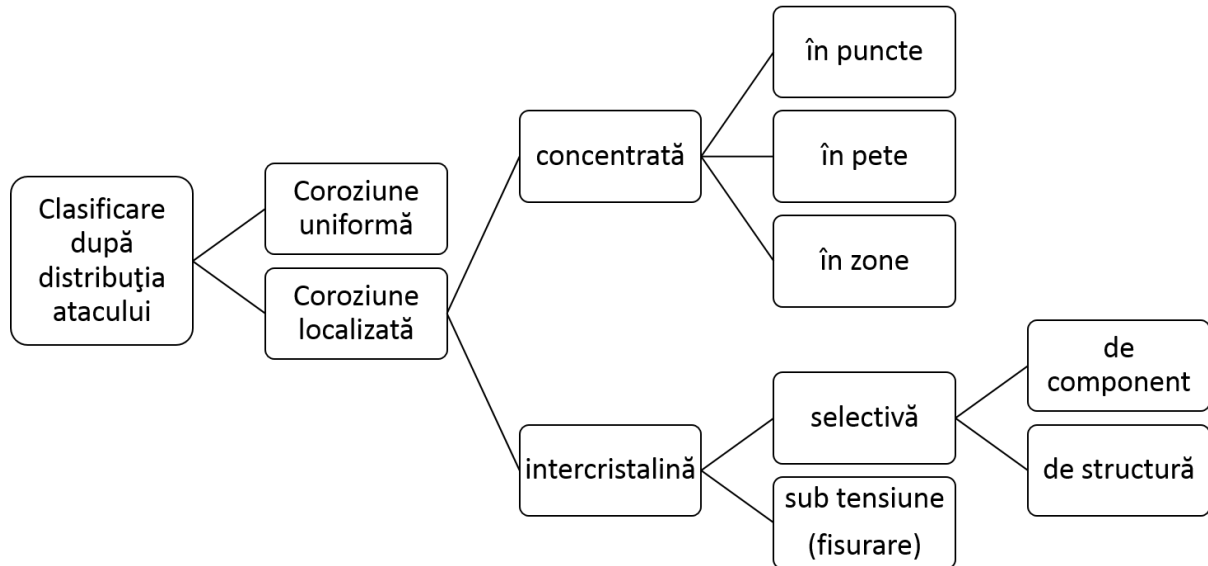 Clasificare
după
distribuţia
atacului
Coroziune
uniformă
Coroziune
localizată
concentrată
în puncte
în pete
în zone
intercristalină
selectivă
de
component
de structură
sub tensiune
(fisurare)